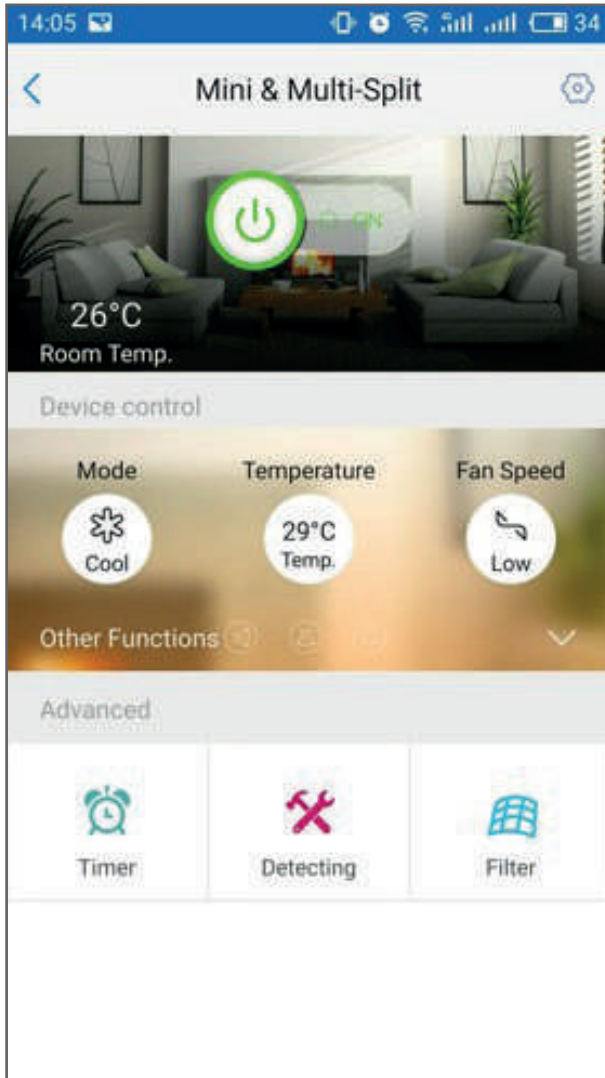 14:05 34
Mini & Multi-Split
ON
26°C
Room Temp.
Device control
Mode Temperature Fan Speed
Cool 29°C Temp. Low
Other Functions
Advanced
Timer Detecting Filter